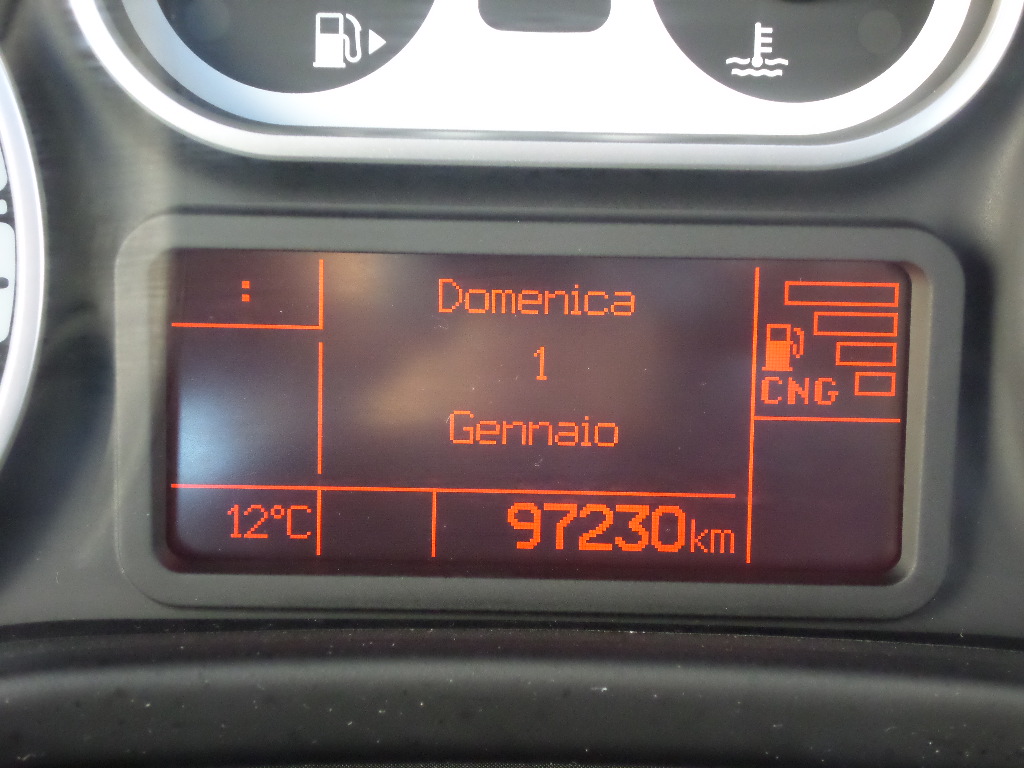 :
Domenica
1
Gennaio
CNG
12°C
97230km